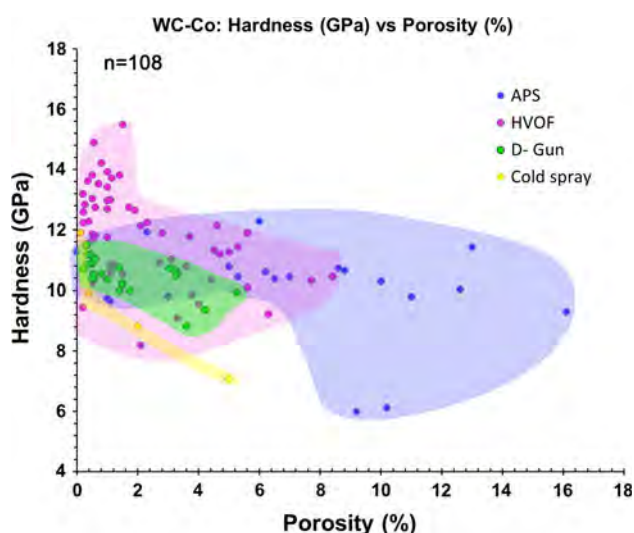 WC-Co: Hardness (GPa) vs Porosity (%)
n=108
APS
HVOF
D- Gun
Cold spray
Hardness (GPa)
18
16
14
12
10
8
6
4
0 2 4 6 8 10 12 14 16 18
Porosity (%)